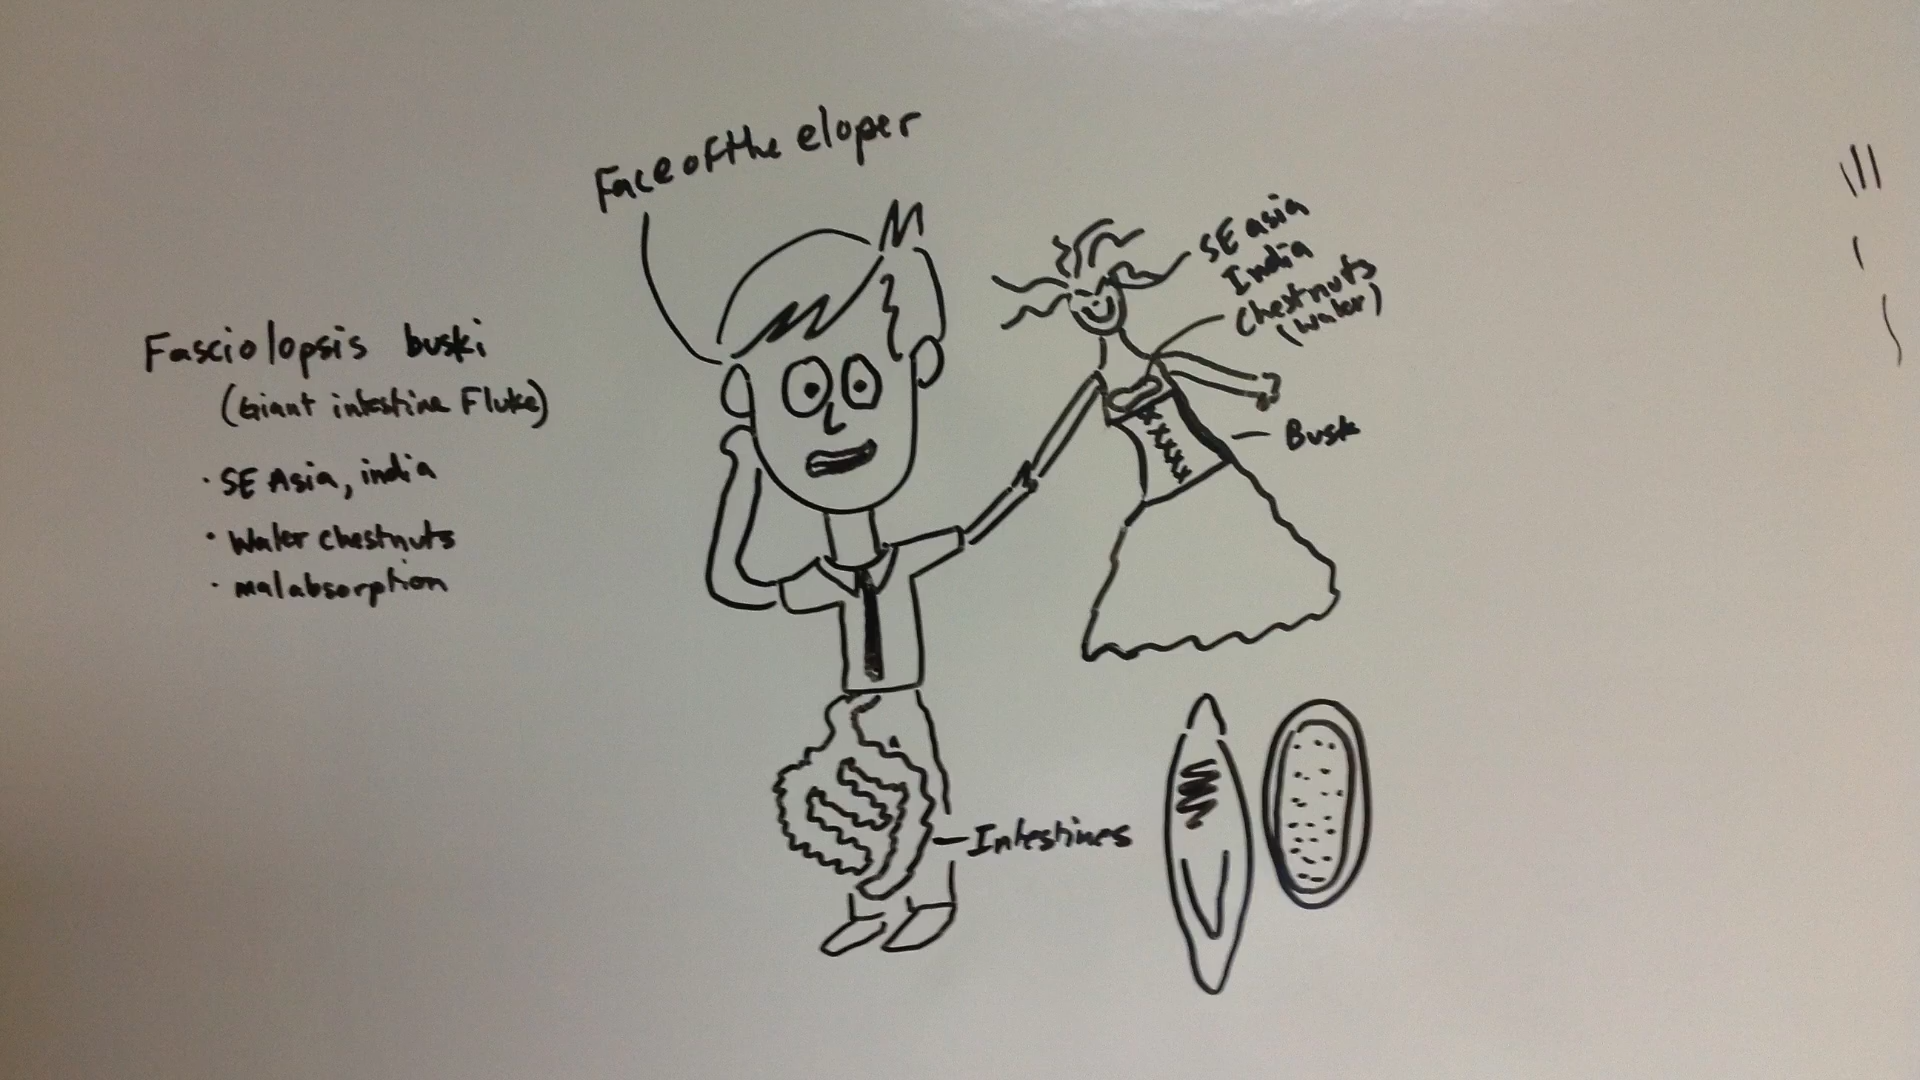 Face of the eloper
SE asia
India
Chestnuts
(water)
Fasciolopsis buski
(Giant intestine Fluke)
• SE Asia, india
• Water chestnuts
• malabsorption
Busk
Intestines